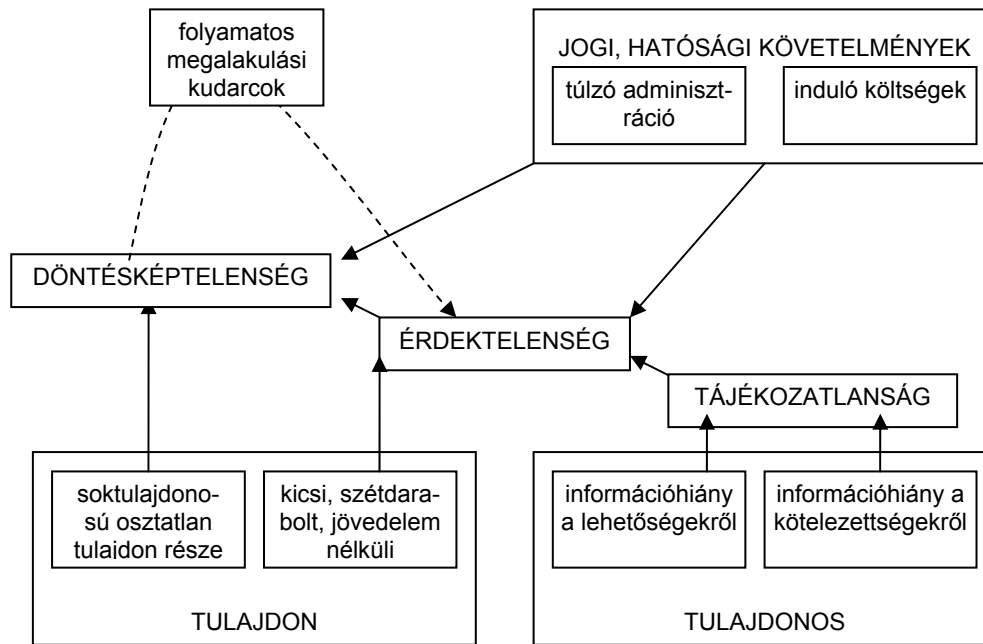 folyamatos
megalakulási
kudarcok
JOGI, HATÓSÁGI KÖVETELMÉNYEK
túlzó adminiszt-
ráció
induló költségek
DÖNTÉSKÉPTELENSÉG
ÉRDEKTELENSÉG
TÁJÉKOZATLANSÁG
soktulajdono-
sú osztatlan
tulajdon része
kicsi, szétdara-
bolt, jövedelem
nélküli
TULAJDON
információhiány
a lehetőségekről
információhiány a
kötelezettségekről
TULAJDONOS